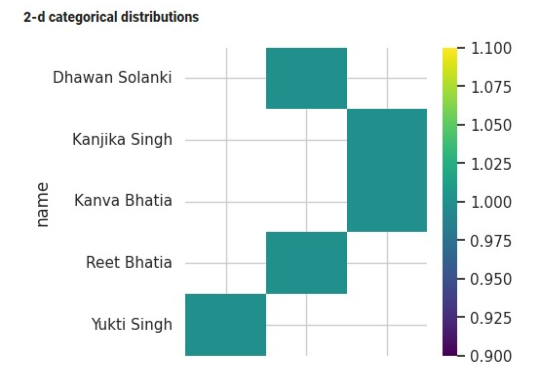 2-d categorical distributions
name
Dhawan Solanki
Kanjika Singh
Kanva Bhatia
Reet Bhatia
Yukti Singh
1.100
1.075
1.050
1.025
1.000
0.975
0.950
0.925
0.900